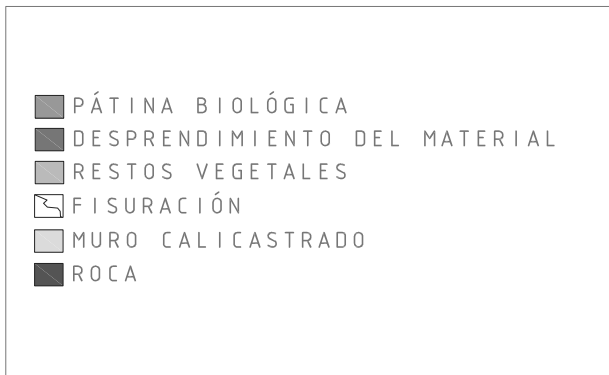 PÁTINA BIOLÓGICA
DESPRENDIMIENTO DEL MATERIAL
RESTOS VEGETALES
FISURACIÓN
MURO CALICASTRADO
ROCA